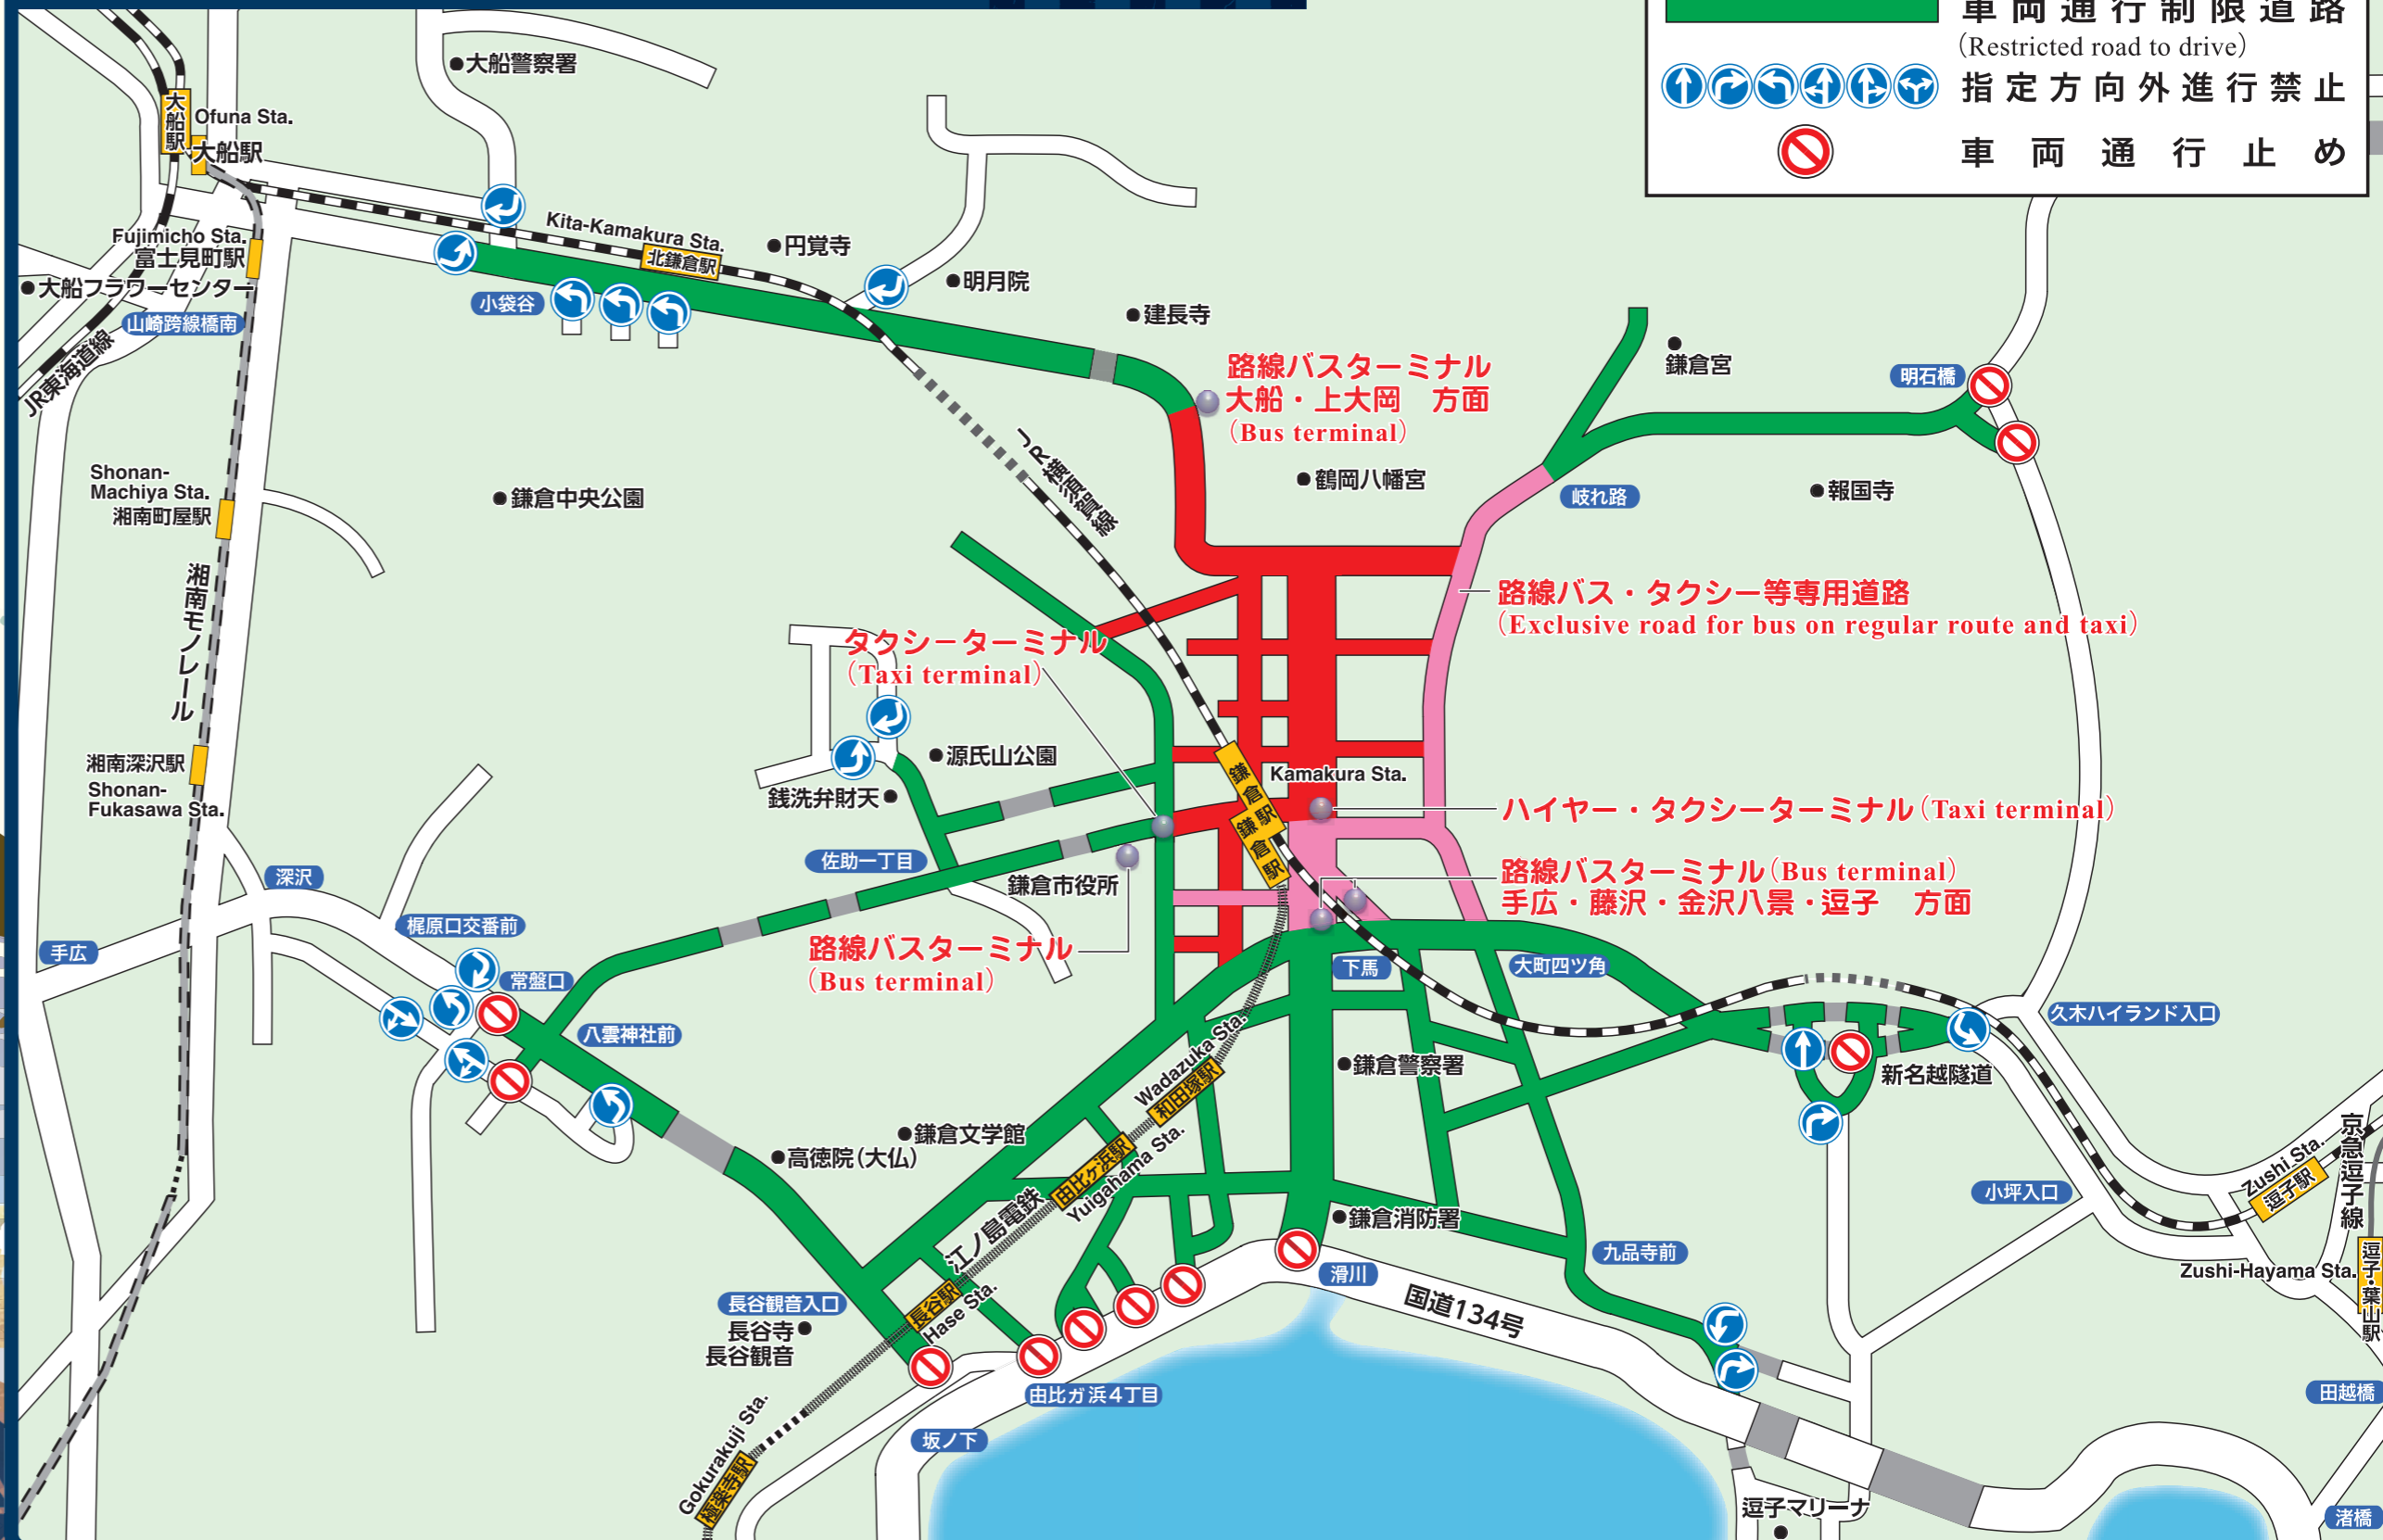 車両通行制限道路
(Restricted road to drive)
指定方向外進行禁止
車両通行止め
大船警察署
大船駅
Ofuna Sta.
大船駅
Fujimicho Sta.
富士見町駅
大船フラワーセンター
山崎跨線橋南
JR東海道線
Kita-Kamakura Sta.
北鎌倉駅
小袋谷
円覚寺
明月院
建長寺
路線バスターミナル
大船・上大岡 方面
(Bus terminal)
鎌倉宮
明石橋
Shonan-
Machiya Sta.
湘南町屋駅
鎌倉中央公園
JR横須賀線
鶴岡八幡宮
岐れ路
報国寺
湘南モノレール
路線バス・タクシー等専用道路
(Exclusive road for bus on regular route and taxi)
タクシーターミナル
(Taxi terminal)
湘南深沢駅
Shonan-
Fukasawa Sta.
源氏山公園
銭洗弁財天
鎌倉駅
鎌倉駅
Kamakura Sta.
ハイヤー・タクシーターミナル(Taxi terminal)
佐助一丁目
鎌倉市役所
路線バスターミナル(Bus terminal)
手広・藤沢・金沢八景・逗子 方面
深沢
梶原口交番前
手広
常盤口
路線バスターミナル
(Bus terminal)
下馬
大町四ツ角
久木ハイランド入口
八雲神社前
Wadazuka Sta.
和田塚駅
鎌倉警察署
新名越隧道
鎌倉文学館
高徳院(大仏)
由比ヶ浜駅
Yuigahama Sta.
江ノ島電鉄
鎌倉消防署
小坪入口
Zushi Sta.
逗子駅
京急逗子線
九品寺前
滑川
国道134号
長谷観音入口
長谷寺
長谷観音
長谷駅
Hase Sta.
Zushi-Hayama Sta.
逗子・葉山駅
由比ガ浜4丁目
坂ノ下
Gokurakuji Sta.
極楽寺駅
田越橋
逗子マリーナ
渚橋